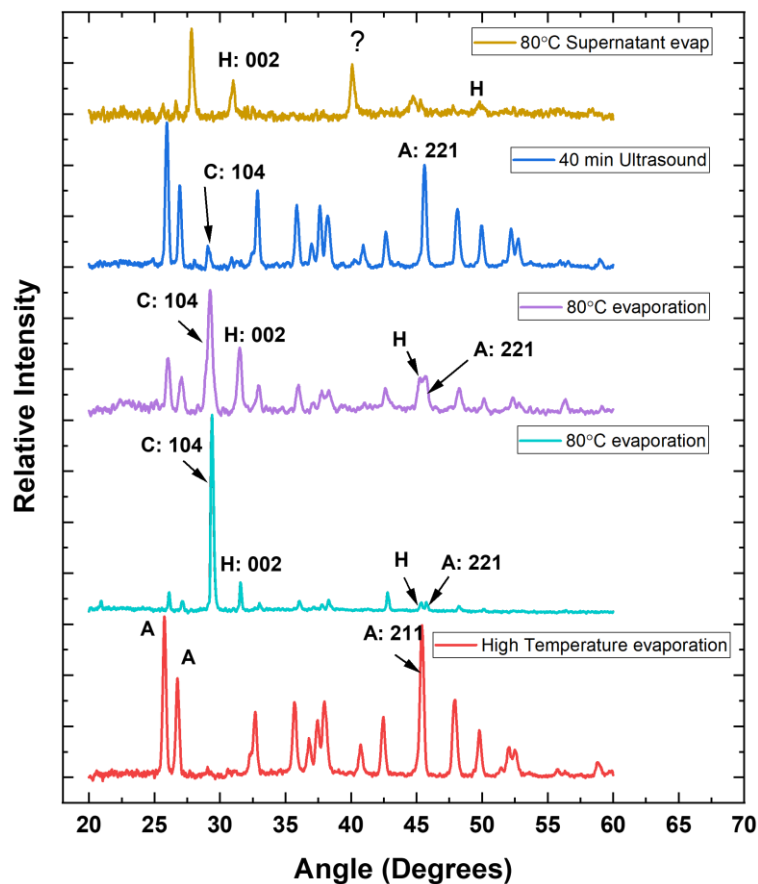 ?
80°C Supernatant evap
H: 002
H
A: 221
40 min Ultrasound
C: 104
C: 104
80°C evaporation
H: 002
H
A: 221
80°C evaporation
C: 104
H: 002
H
A: 221
A
A: 211
High Temperature evaporation
A
Relative Intensity
20 25 30 35 40 45 50 55 60 65 70
Angle (Degrees)